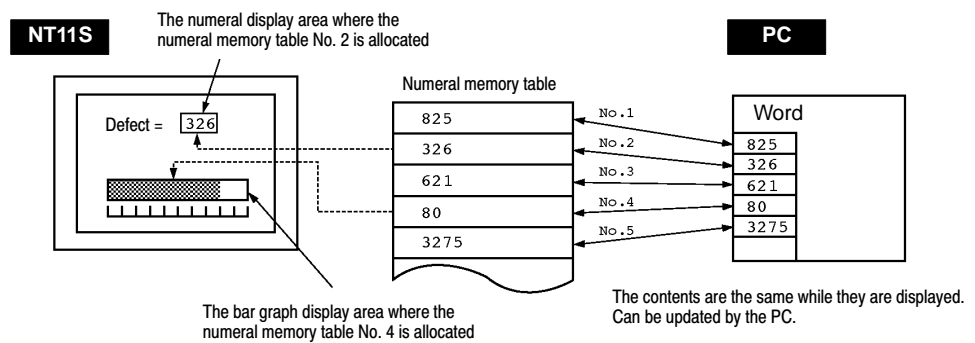 The numeral display area where the
numeral memory table No. 2 is allocated
NT11S
PC
Numeral memory table
Defect =
326
825
326
621
80
3275
No.1
No.2
No.3
No.4
No.5
Word
825
326
621
80
3275
The bar graph display area where the
numeral memory table No. 4 is allocated
The contents are the same while they are displayed.
Can be updated by the PC.